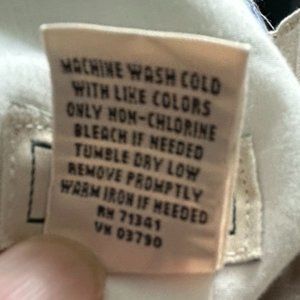 MACHINE WASH COLD
WITH LIKE COLORS
ONLY NON-CHLORINE
BLEACH IF NEEDED
TUMBLE DRY LOW
REMOVE PROMPTLY
WARM IRON IF NEEDED
RN 71341
VN 03790